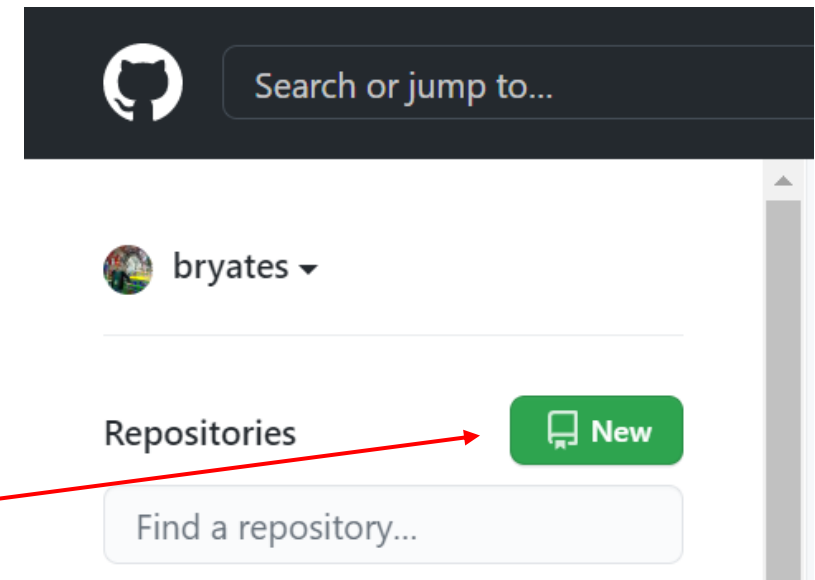 Search or jump to...
bryates
Repositories
New
Find a repository...